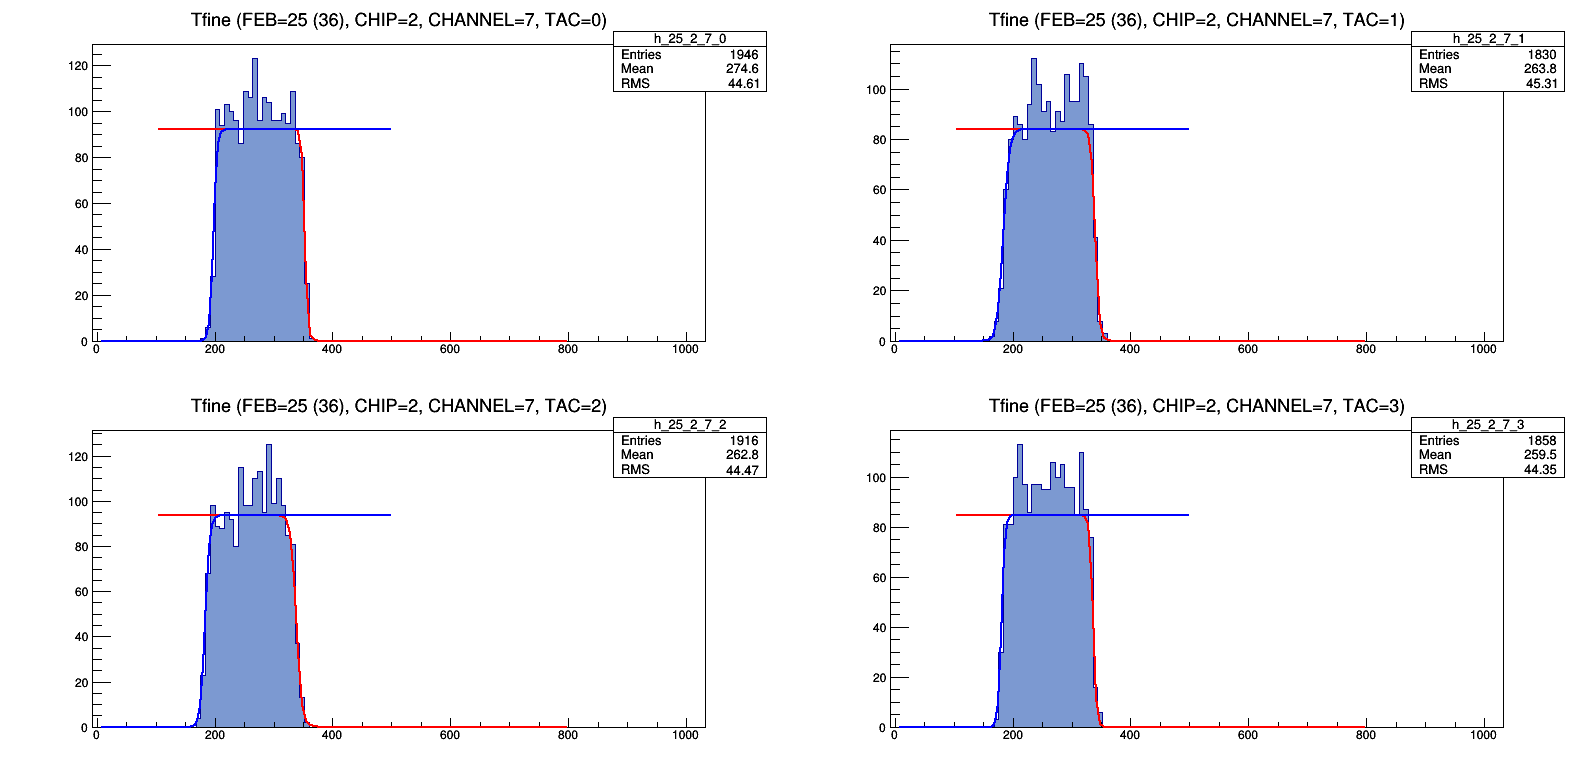 Tfine (FEB=25 (36), CHIP=2, CHANNEL=7, TAC=0)
h_25_2_7_0
Entries 1946
Mean 274.6
RMS 44.61
120
100
80
60
40
20
0
0 200 400 600 800 1000
Tfine (FEB=25 (36), CHIP=2, CHANNEL=7, TAC=1)
h_25_2_7_1
Entries 1830
Mean 263.8
RMS 45.31
100
80
60
40
20
0
0 200 400 600 800 1000
Tfine (FEB=25 (36), CHIP=2, CHANNEL=7, TAC=2)
h_25_2_7_2
Entries 1916
Mean 262.8
RMS 44.47
120
100
80
60
40
20
0
0 200 400 600 800 1000
Tfine (FEB=25 (36), CHIP=2, CHANNEL=7, TAC=3)
h_25_2_7_3
Entries 1858
Mean 259.5
RMS 44.35
100
80
60
40
20
0
0 200 400 600 800 1000